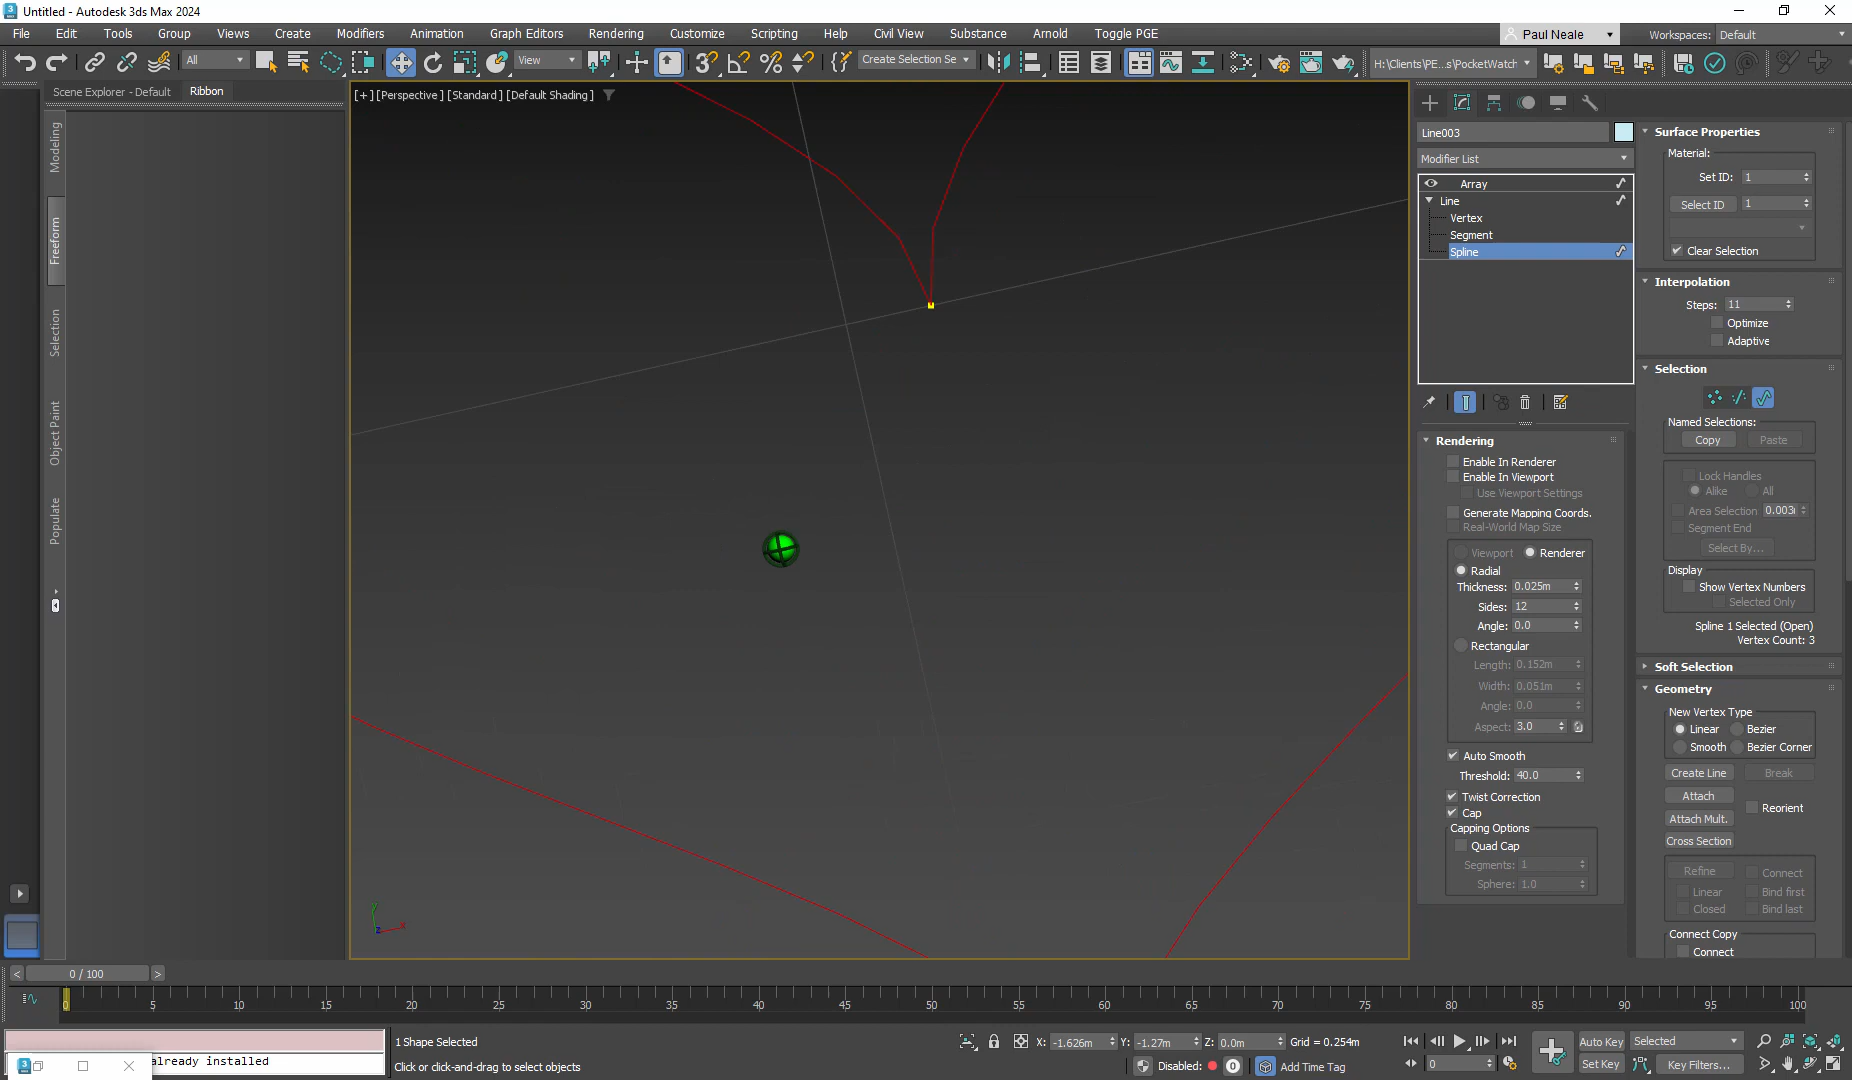 Untitled - Autodesk 3ds Max 2024
File Edit Tools Group Views Create Modifiers Animation Graph Editors Rendering Customize Scripting Help Civil View Substance Arnold Toggle PGE Paul Neale Workspaces: Default
All View Create Selection Se H:\Clients\PE...s\PocketWatch
Scene Explorer - Default Ribbon
Modeling
Freeform
Selection
Object Paint
Populate
[+] [Perspective] [Standard] [Default Shading]
Line003
Modifier List
Array
Line
Vertex
Segment
Spline
Rendering
Enable In Renderer
Enable In Viewport
Use Viewport Settings
Generate Mapping Coords.
Real-World Map Size
Viewport Renderer
Radial
Thickness: 0.025m
Sides: 12
Angle: 0.0
Rectangular
Length: 0.152m
Width: 0.051m
Angle: 0.0
Aspect: 3.0
Auto Smooth
Threshold: 40.0
Twist Correction
Cap
Capping Options
Quad Cap
Segments: 1
Sphere: 1.0
Surface Properties
Material:
Set ID: 1
Select ID 1
Clear Selection
Interpolation
Steps: 11
Optimize
Adaptive
Selection
Named Selections:
Copy Paste
Lock Handles
Alike All
Area Selection
Segment End
Select By...
Display
Show Vertex Numbers
Selected Only
Spline 1 Selected (Open)
Vertex Count: 3
Soft Selection
Geometry
New Vertex Type
Linear Bezier
Smooth Bezier Corner
Create Line Break
Attach
Reorient
Attach Mult.
Cross Section
Refine Connect
Linear Bind first
Closed Bind last
Connect Copy
Connect
Y
X
Z
< 0 / 100 >
0 5 10 15 20 25 30 35 40 45 50 55 60 65 70 75 80 85 90 95 100
already installed
1 Shape Selected
Click or click-and-drag to select objects
X: -1.626m Y: -1.27m Z: 0.0m Grid = 0.254m
Disabled: 0 Add Time Tag
0
Auto Key Selected
Set Key Key Filters...